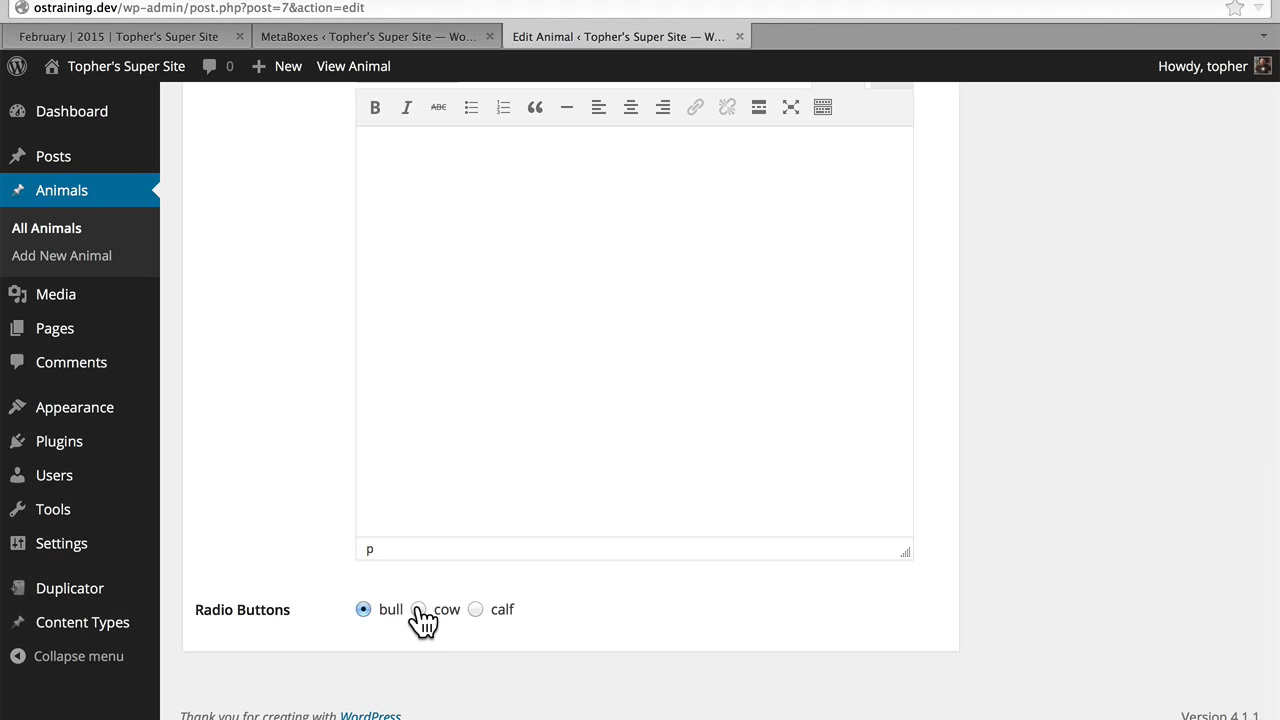 ostraining.dev/wp-admin/post.php?post=7&action=edit
February | 2015 | Topher's Super Site
MetaBoxes ‹ Topher's Super Site — Wo...
Edit Animal ‹ Topher's Super Site — W...
Topher's Super Site
0
New
View Animal
Howdy, topher
Dashboard
Posts
Animals
All Animals
Add New Animal
Media
Pages
Comments
Appearance
Plugins
Users
Tools
Settings
Duplicator
Content Types
Collapse menu
B I ABC
p
Radio Buttons
bull cow calf
Thank you for creating with WordPress
Version 4.1.1